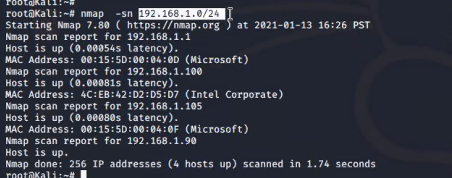 root@Kali:~#
root@Kali:~# nmap  -sn 192.168.1.0/24
Starting Nmap 7.80 ( https://nmap.org ) at 2021-01-13 16:26 PST
Nmap scan report for 192.168.1.1
Host is up (0.00054s latency).
MAC Address: 00:15:5D:00:04:0D (Microsoft)
Nmap scan report for 192.168.1.100
Host is up (0.00081s latency).
MAC Address: 4C:EB:42:D2:D5:D7 (Intel Corporate)
Nmap scan report for 192.168.1.105
Host is up (0.00080s latency).
MAC Address: 00:15:5D:00:04:0F (Microsoft)
Nmap scan report for 192.168.1.90
Host is up.
Nmap done: 256 IP addresses (4 hosts up) scanned in 1.74 seconds
root@Kali:~#